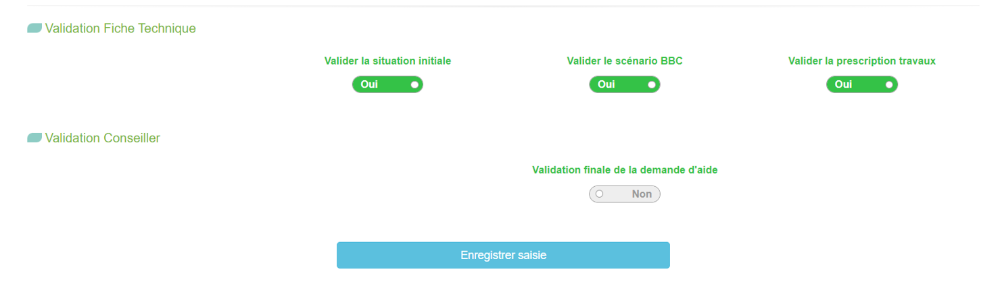 Validation Fiche Technique
Valider la situation initiale Valider le scénario BBC Valider la prescription travaux
Oui Oui Oui
Validation Conseiller
Validation finale de la demande d'aide
Non
Enregistrer saisie